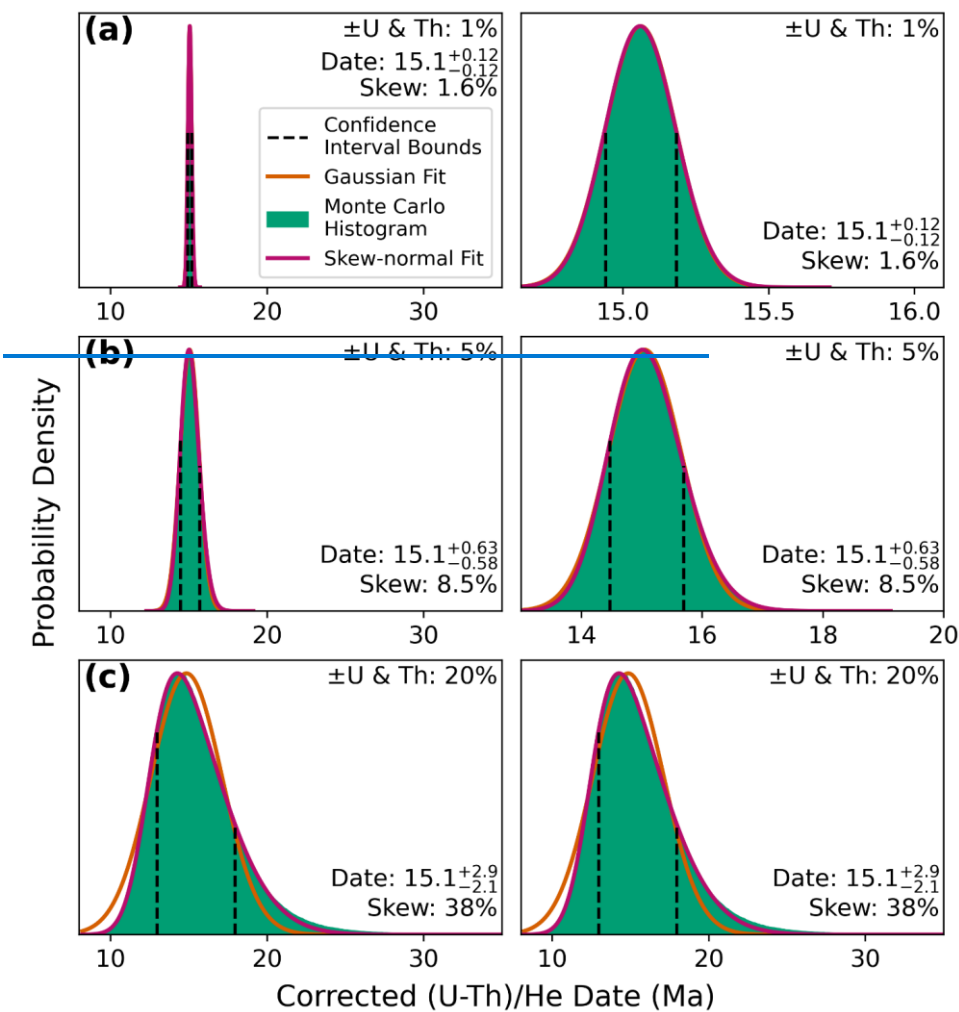 (a)
±U & Th: 1%
Date: 15.1+0.12 −0.12
Skew: 1.6%
Confidence
Interval Bounds
Gaussian Fit
Monte Carlo
Histogram
Skew-normal Fit
10 20 30
±U & Th: 1%
Date: 15.1+0.12 −0.12
Skew: 1.6%
15.0 15.5 16.0
Probability Density
(b)
±U & Th: 5%
Date: 15.1+0.63 −0.58
Skew: 8.5%
10 20 30
±U & Th: 5%
Date: 15.1+0.63 −0.58
Skew: 8.5%
14 16 18 20
(c)
±U & Th: 20%
Date: 15.1+2.9 −2.1
Skew: 38%
10 20 30
±U & Th: 20%
Date: 15.1+2.9 −2.1
Skew: 38%
10 20 30
Corrected (U-Th)/He Date (Ma)